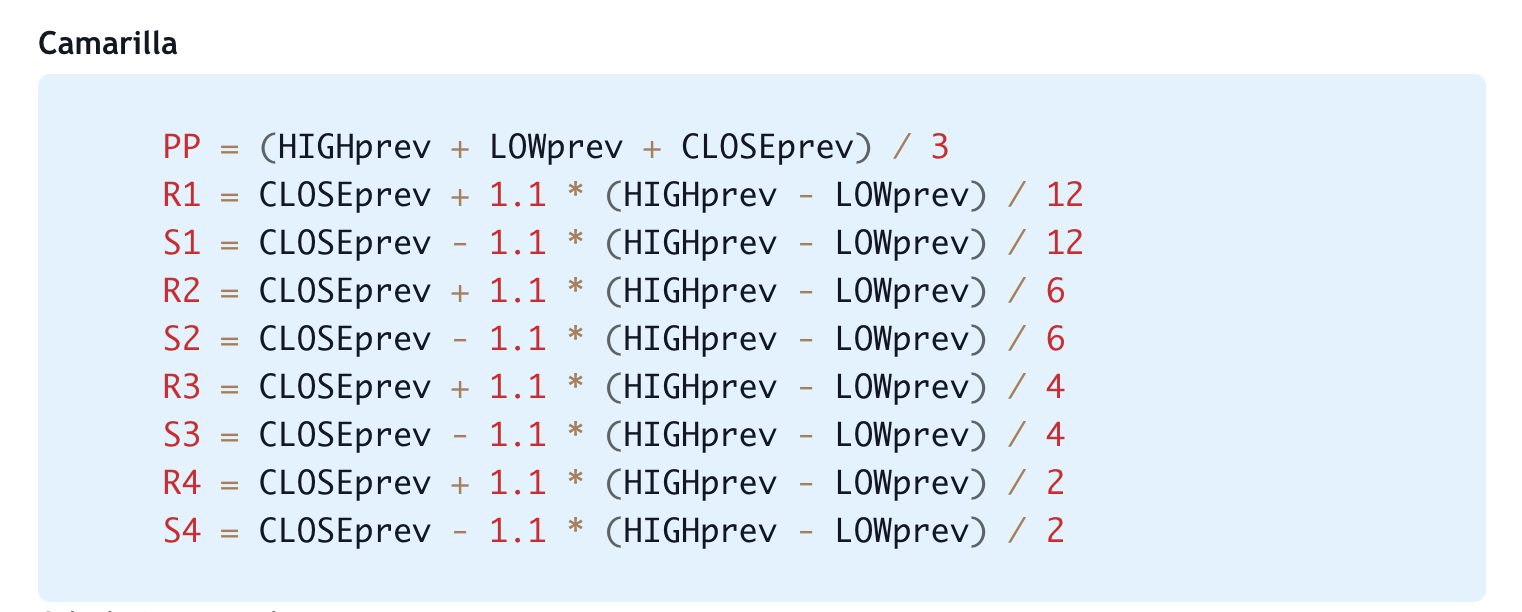 Camarilla
PP = (HIGHprev + LOWprev + CLOSEprev) / 3
R1 = CLOSEprev + 1.1 * (HIGHprev - LOWprev) / 12
S1 = CLOSEprev - 1.1 * (HIGHprev - LOWprev) / 12
R2 = CLOSEprev + 1.1 * (HIGHprev - LOWprev) / 6
S2 = CLOSEprev - 1.1 * (HIGHprev - LOWprev) / 6
R3 = CLOSEprev + 1.1 * (HIGHprev - LOWprev) / 4
S3 = CLOSEprev - 1.1 * (HIGHprev - LOWprev) / 4
R4 = CLOSEprev + 1.1 * (HIGHprev - LOWprev) / 2
S4 = CLOSEprev - 1.1 * (HIGHprev - LOWprev) / 2